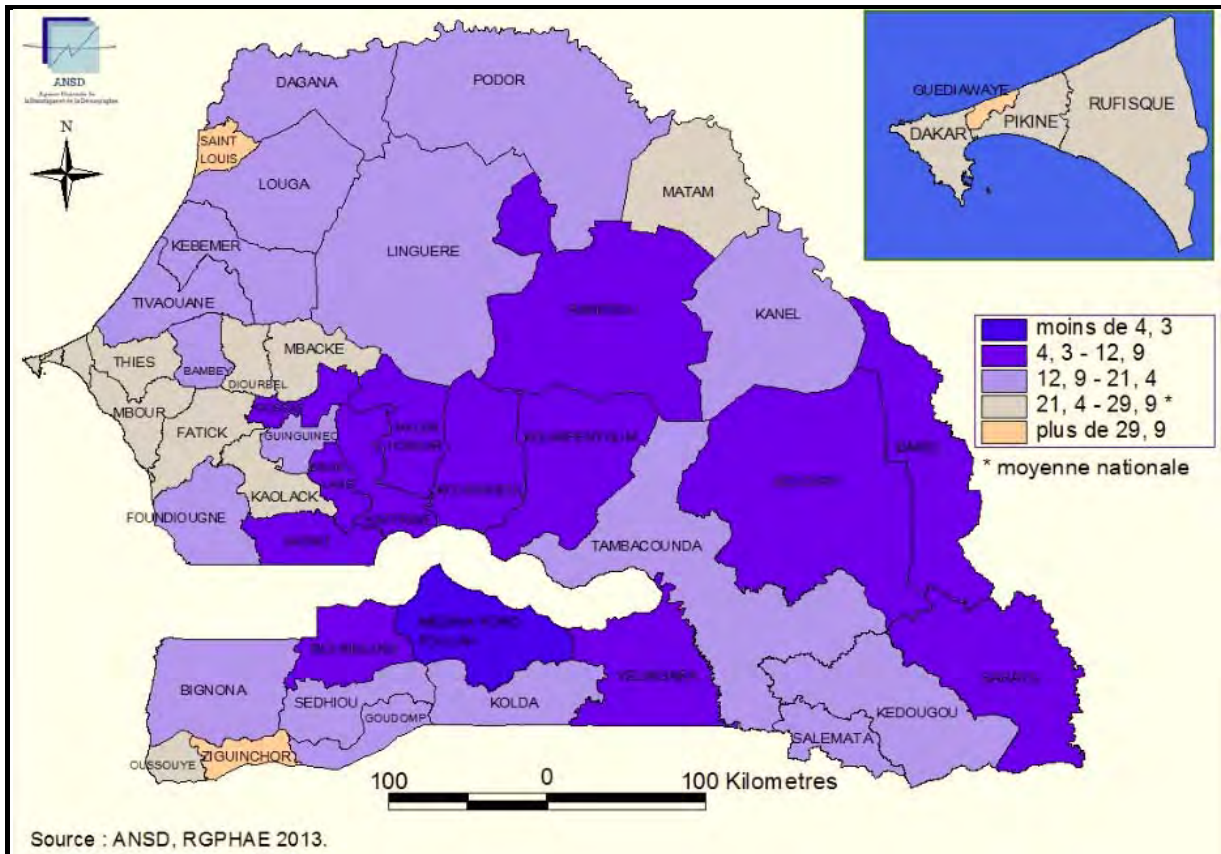 ANSD
N
DAGANA
PODOR
SAINT
LOUIS
LOUGA
MATAM
KEBEMER
LINGUERE
TIVAOUANE
KANEL
THIES
BAMBEY
MBACKE
DIOURBEL
MBOUR
FATICK
GUINGUINEO
KAOLACK
FOUNDIOUGNE
TAMBACOUNDA
BIGNONA
SEDHIOU
GOUDOMP
KOLDA
VELINGARA
KEDOUGOU
SALEMATA
SARAYA
OUSSOUYE
ZIGUINCHOR
GUEDIAWAYE
DAKAR
PIKINE
RUFISQUE
moins de 4, 3
4, 3 - 12, 9
12, 9 - 21, 4
21, 4 - 29, 9 *
plus de 29, 9
* moyenne nationale
100 0 100 Kilometres
Source : ANSD, RGPHAE 2013.